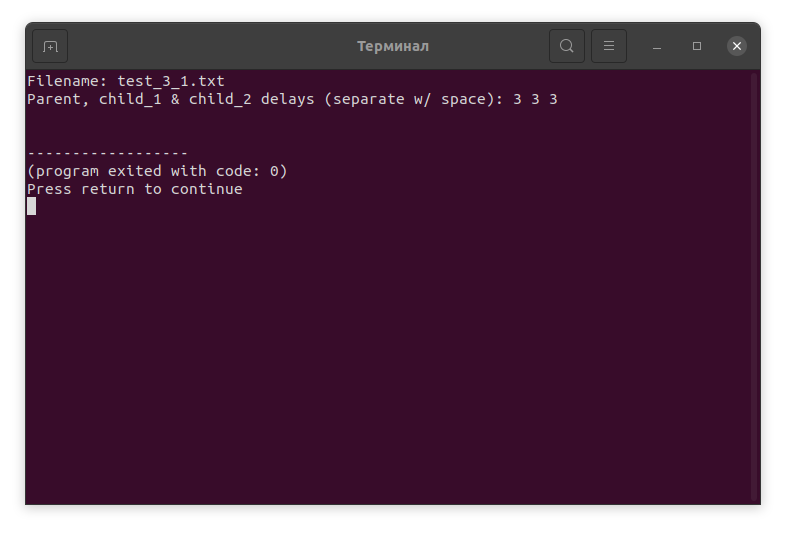 Терминал
Filename: test_3_1.txt
Parent, child_1 & child_2 delays (separate w/ space): 3 3 3
------------------
(program exited with code: 0)
Press return to continue